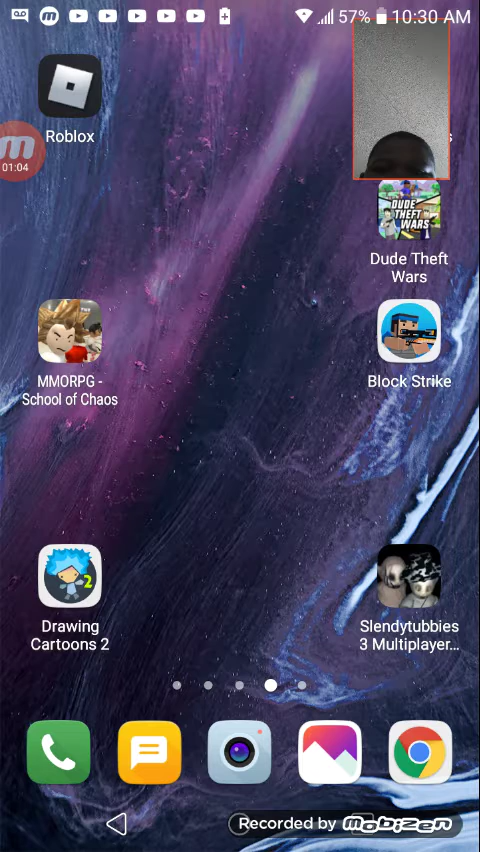 57% 10:30 AM
Roblox
s
01:04
DUDE
THEFT
WARS
Dude Theft
Wars
MMORPG -
School of Chaos
Block Strike
2
Drawing
Cartoons 2
Slendytubbies
3 Multiplayer...
Recorded by mobizen